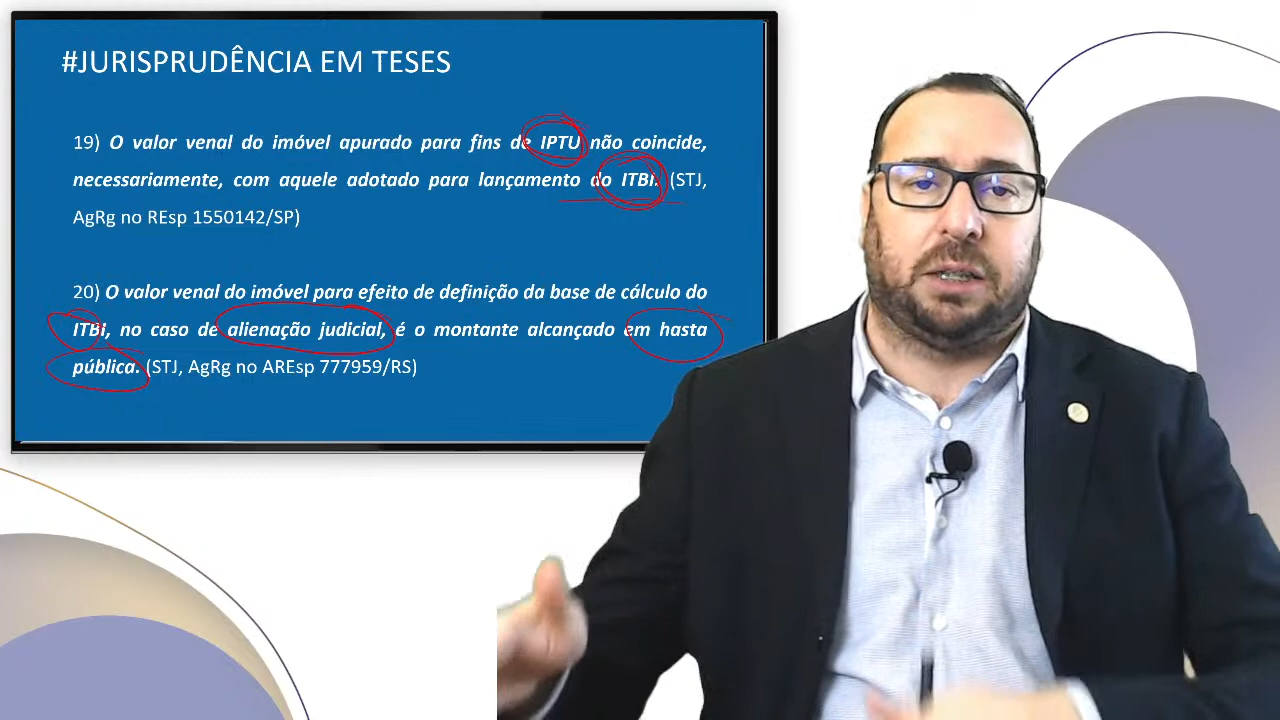 #JURISPRUDÊNCIA EM TESES
19) O valor venal do imóvel apurado para fins de IPTU não coincide,
necessariamente, com aquele adotado para lançamento do ITBI. (STJ,
AgRg no REsp 1550142/SP)
20) O valor venal do imóvel para efeito de definição da base de cálculo do
ITBI, no caso de alienação judicial, é o montante alcançado em hasta
pública. (STJ, AgRg no AREsp 777959/RS)